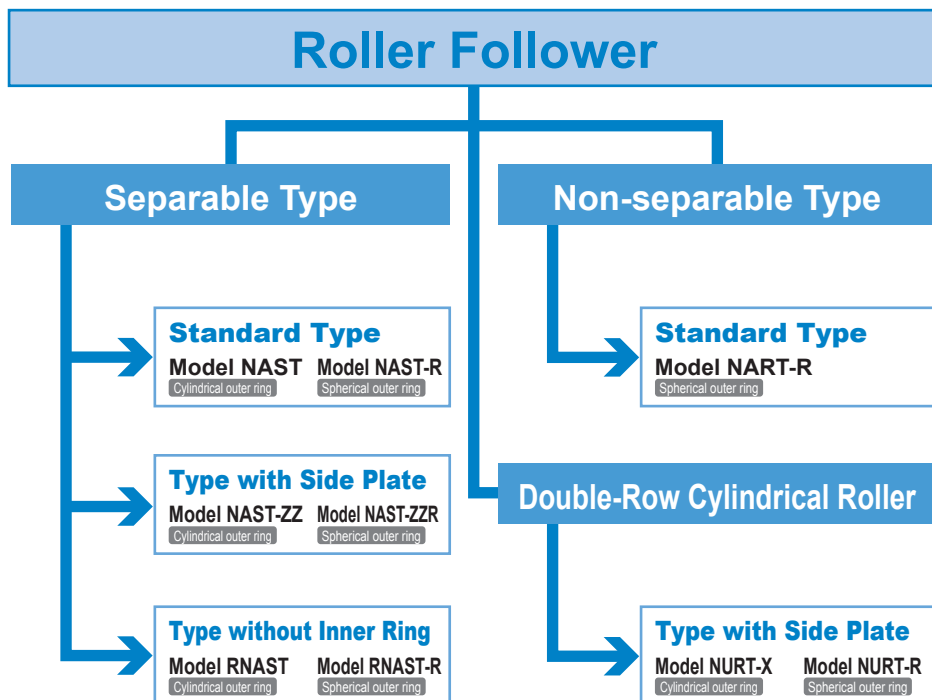 Roller Follower
Separable Type
Standard Type
Model NAST Model NAST-R
Cylindrical outer ring Spherical outer ring
Type with Side Plate
Model NAST-ZZ Model NAST-ZZR
Cylindrical outer ring Spherical outer ring
Type without Inner Ring
Model RNAST Model RNAST-R
Cylindrical outer ring Spherical outer ring
Non-separable Type
Standard Type
Model NART-R
Spherical outer ring
Double-Row Cylindrical Roller
Type with Side Plate
Model NURT-X Model NURT-R
Cylindrical outer ring Spherical outer ring